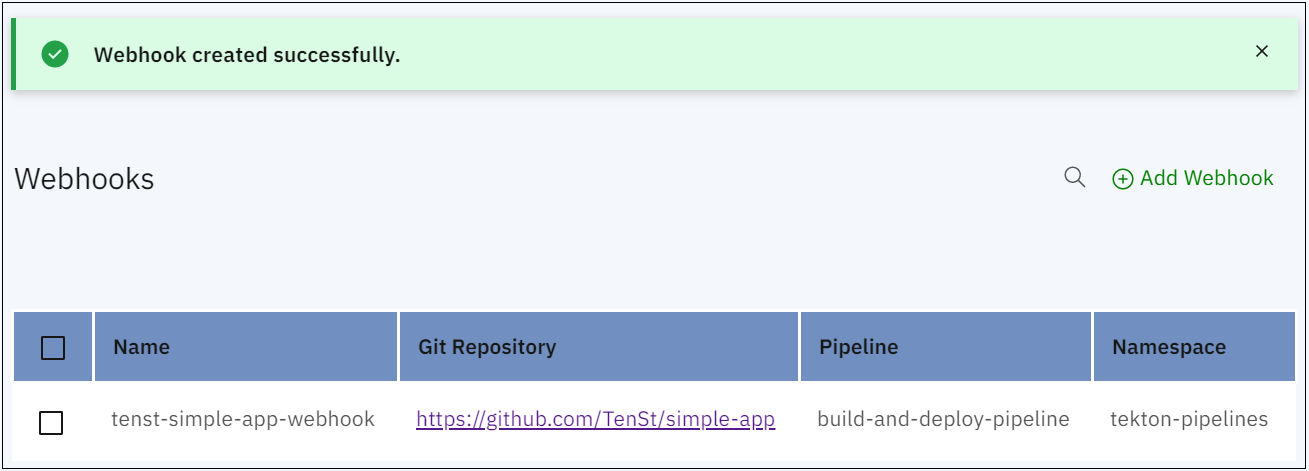 Webhook created successfully.
Webhooks
Add Webhook
Name Git Repository Pipeline Namespace
tenst-simple-app-webhook https://github.com/TenSt/simple-app build-and-deploy-pipeline tekton-pipelines